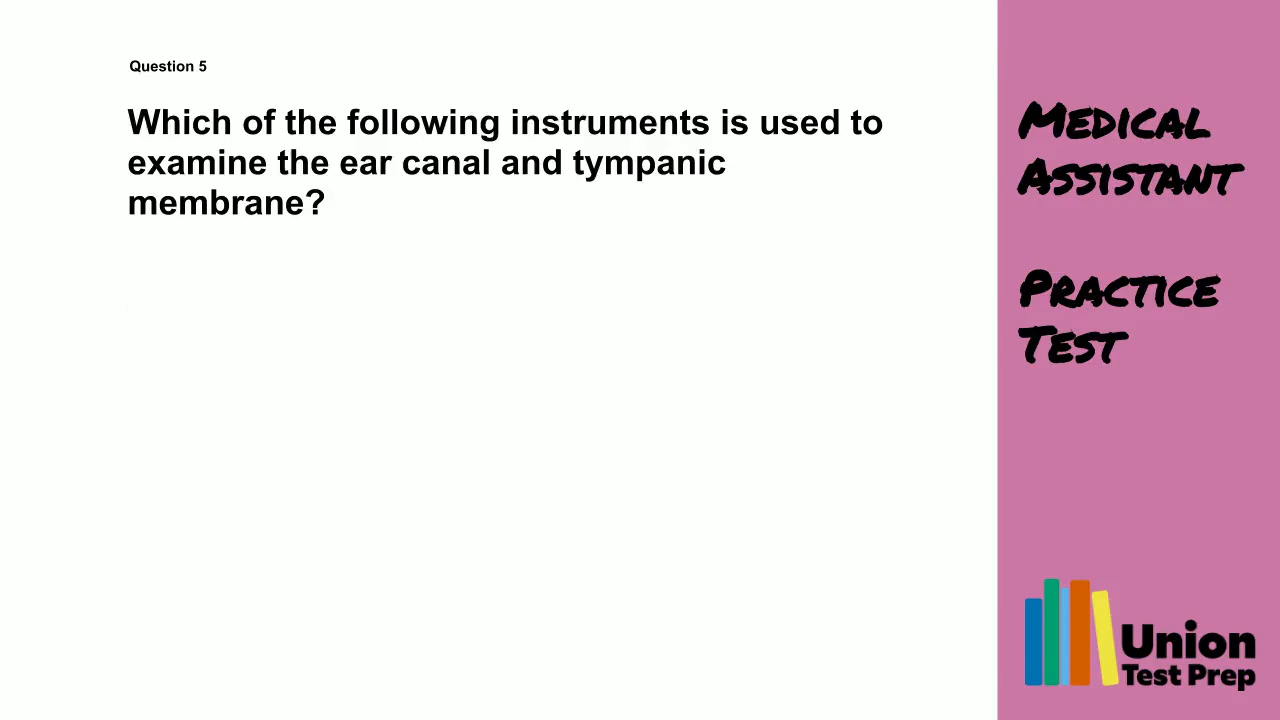 Question 5
Which of the following instruments is used to
examine the ear canal and tympanic
membrane?
Medical
Assistant
Practice
Test
Union
Test Prep